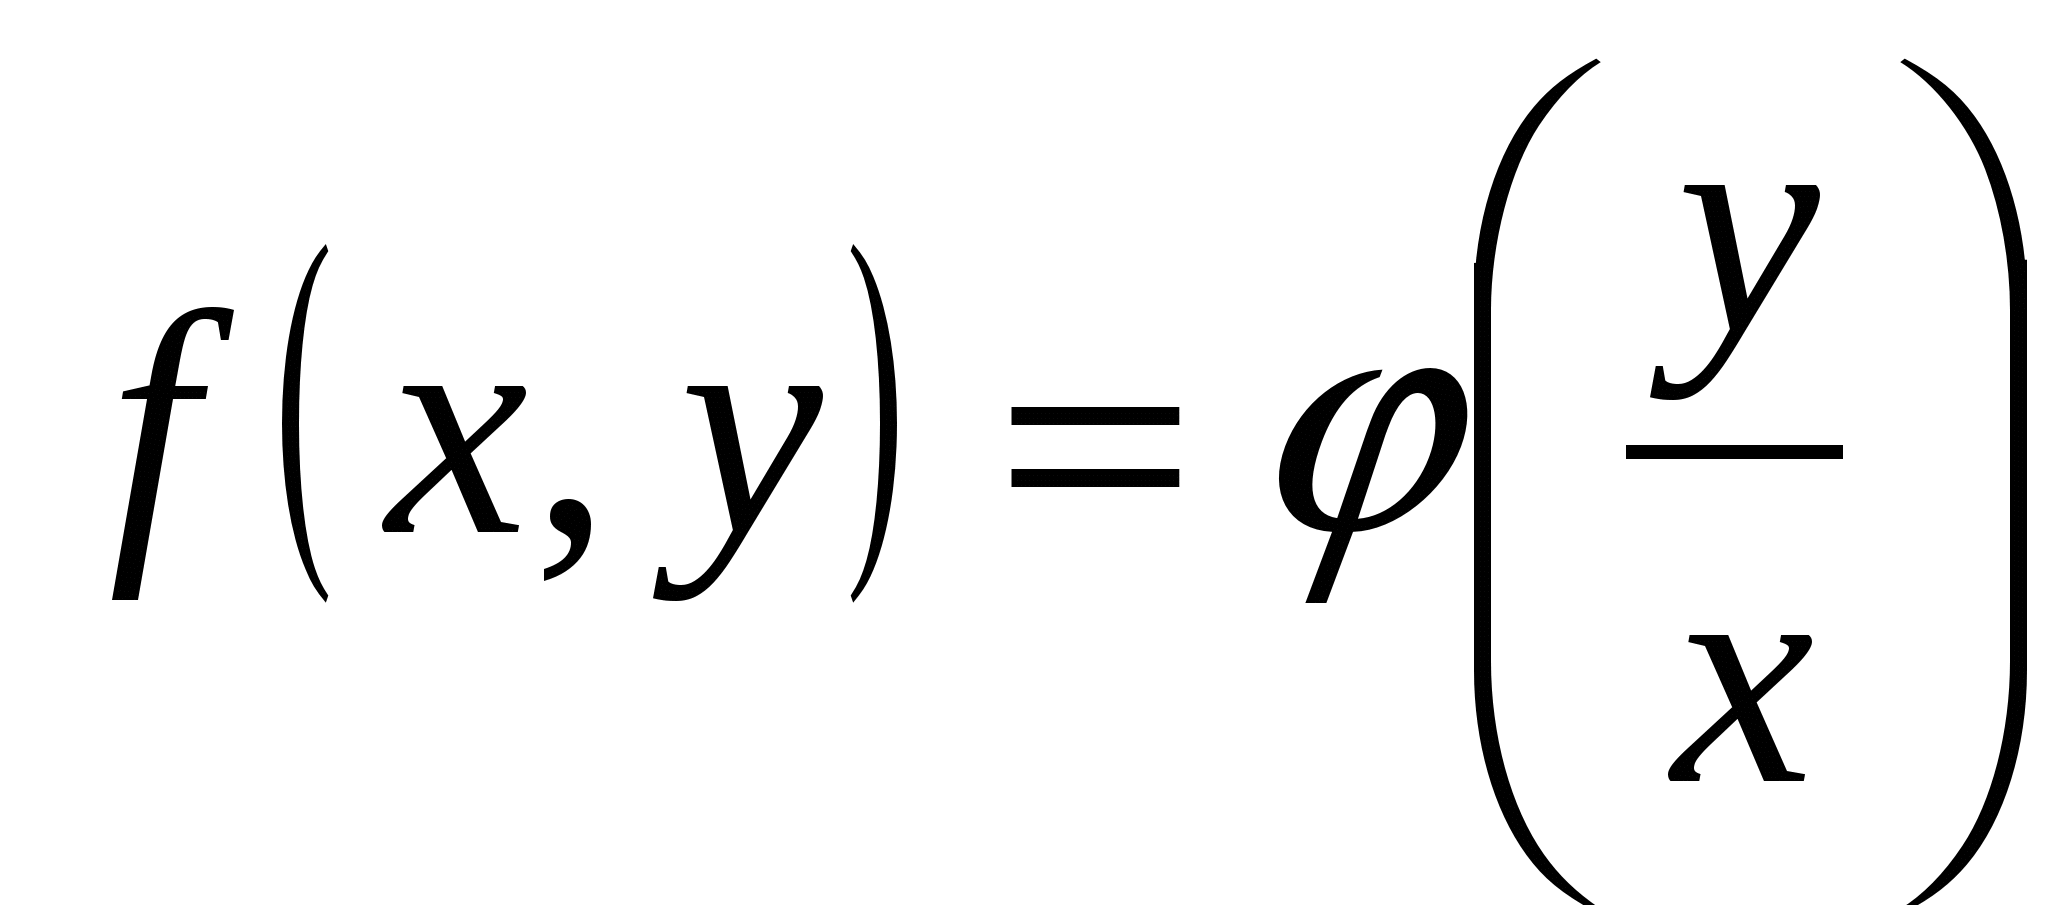 f(x, y) = φ(y/x)